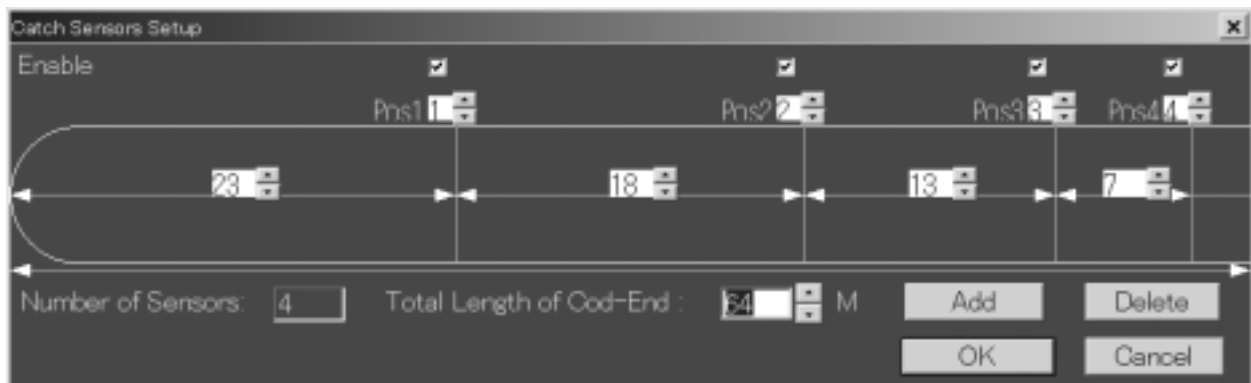 Catch Sensors Setup
Enable
Pos1 1 Pos2 2 Pos3 3 Pos4 4
23 18 13 7
Number of Sensors: 4 Total Length of Cod-End : 64 M Add Delete
OK Cancel